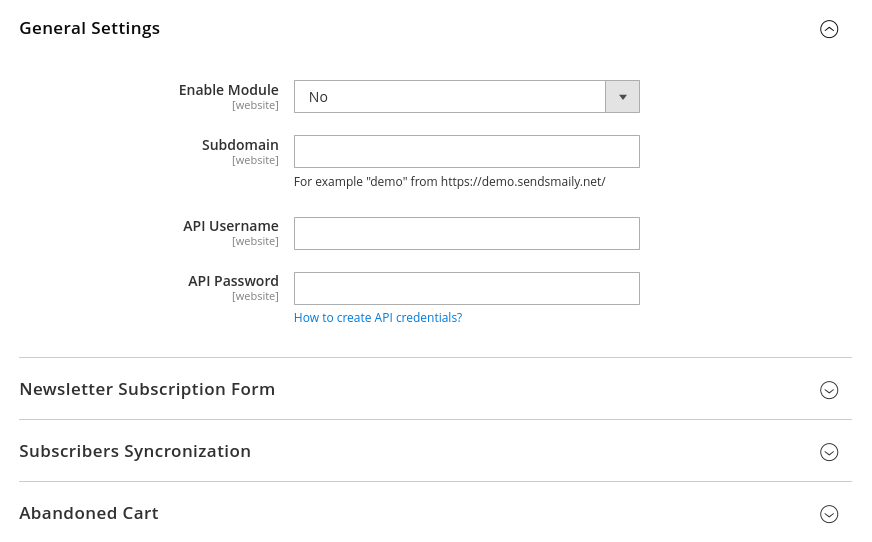 General Settings
Enable Module
[website]
No
Subdomain
[website]
For example "demo" from https://demo.sendsmaily.net/
API Username
[website]
API Password
[website]
How to create API credentials?
Newsletter Subscription Form
Subscribers Syncronization
Abandoned Cart